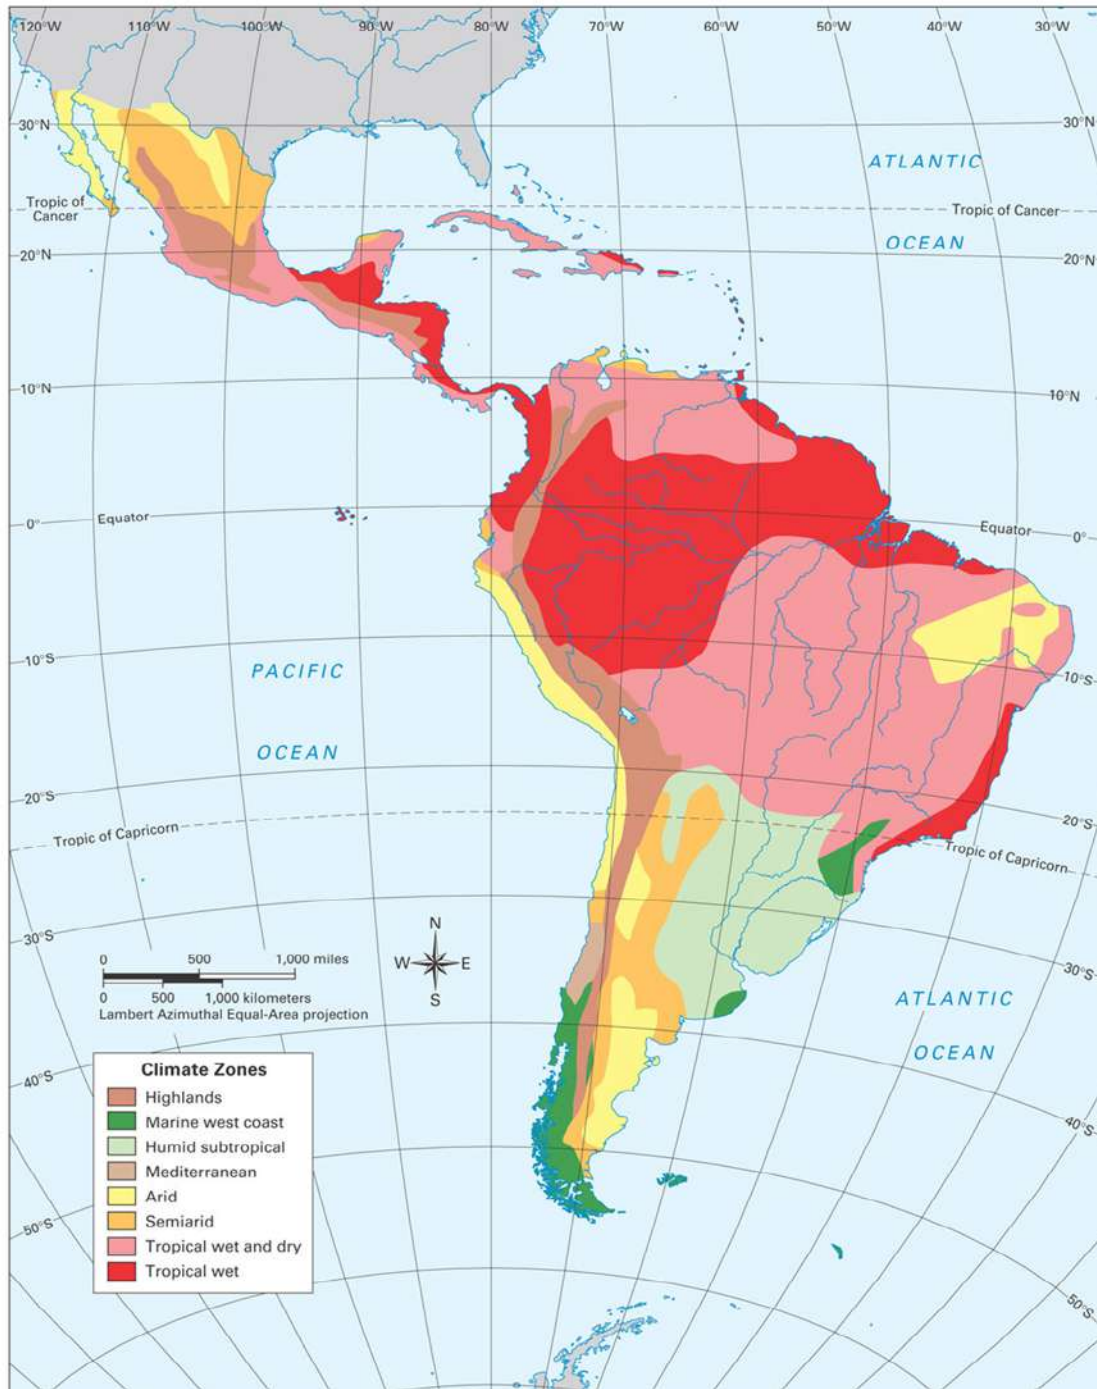 120°W 110°W 100°W 90°W 80°W 70°W 60°W 50°W 40°W 30°W
30°N 30°N
ATLANTIC
OCEAN
Tropic of
Cancer
Tropic of Cancer
20°N 20°N
10°N 10°N
0° Equator Equator 0°
PACIFIC
OCEAN
10°S 10°S
20°S 20°S
Tropic of Capricorn Tropic of Capricorn
30°S 30°S
N
W E
S
0 500 1,000 miles
0 500 1,000 kilometers
Lambert Azimuthal Equal-Area projection
ATLANTIC
OCEAN
40°S 40°S
Climate Zones
Highlands
Marine west coast
Humid subtropical
Mediterranean
Arid
Semiarid
Tropical wet and dry
Tropical wet
50°S 50°S